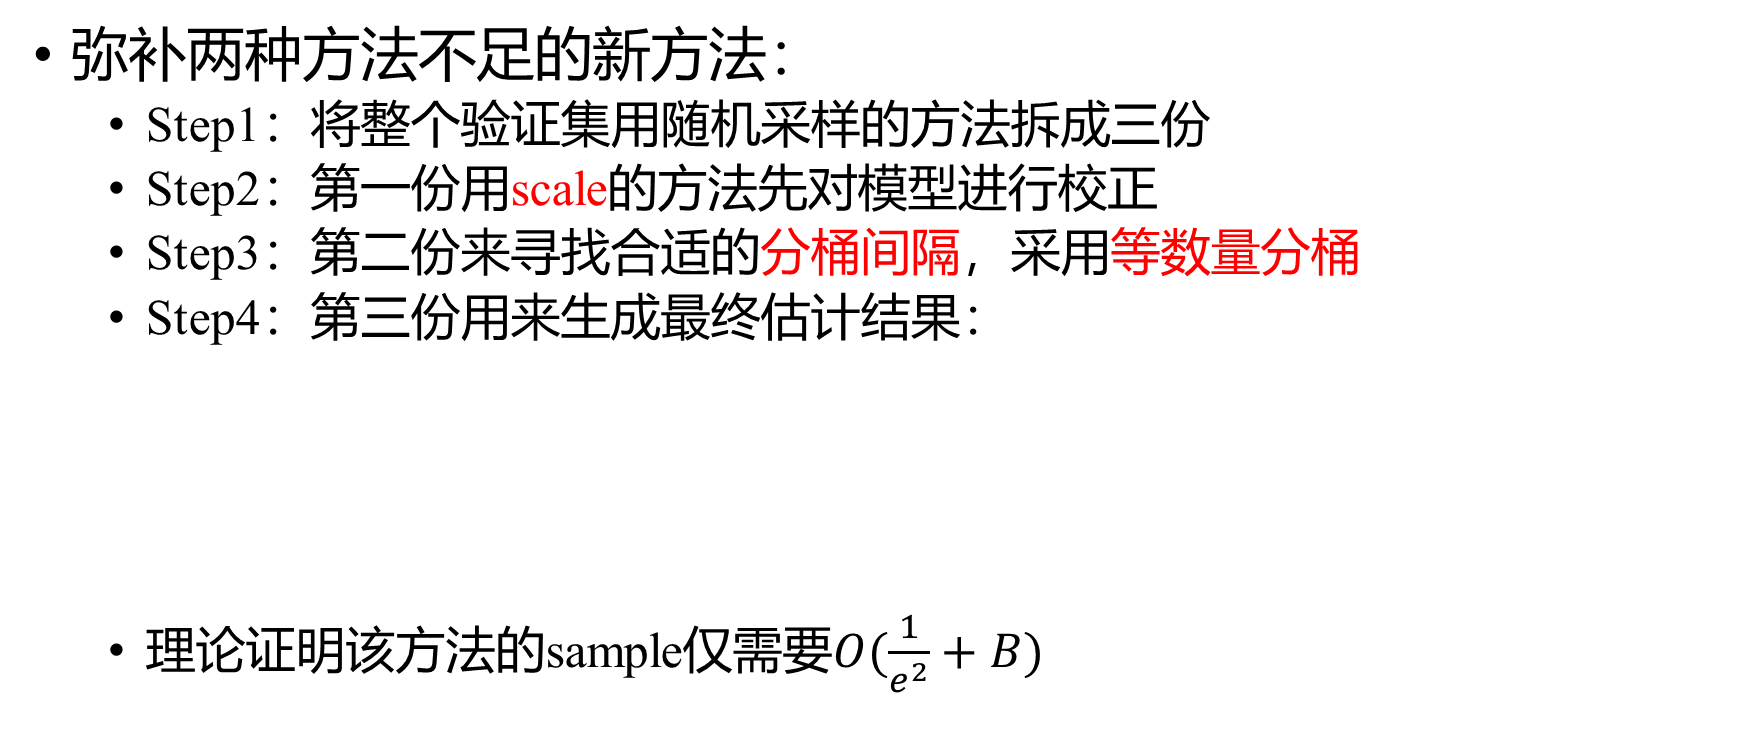 • 弥补两种方法不足的新方法：
• Step1：将整个验证集用随机采样的方法拆成三份
• Step2：第一份用scale的方法先对模型进行校正
• Step3：第二份来寻找合适的分桶间隔，采用等数量分桶
• Step4：第三份用来生成最终估计结果：
• 理论证明该方法的sample仅需要O(1/e² + B)